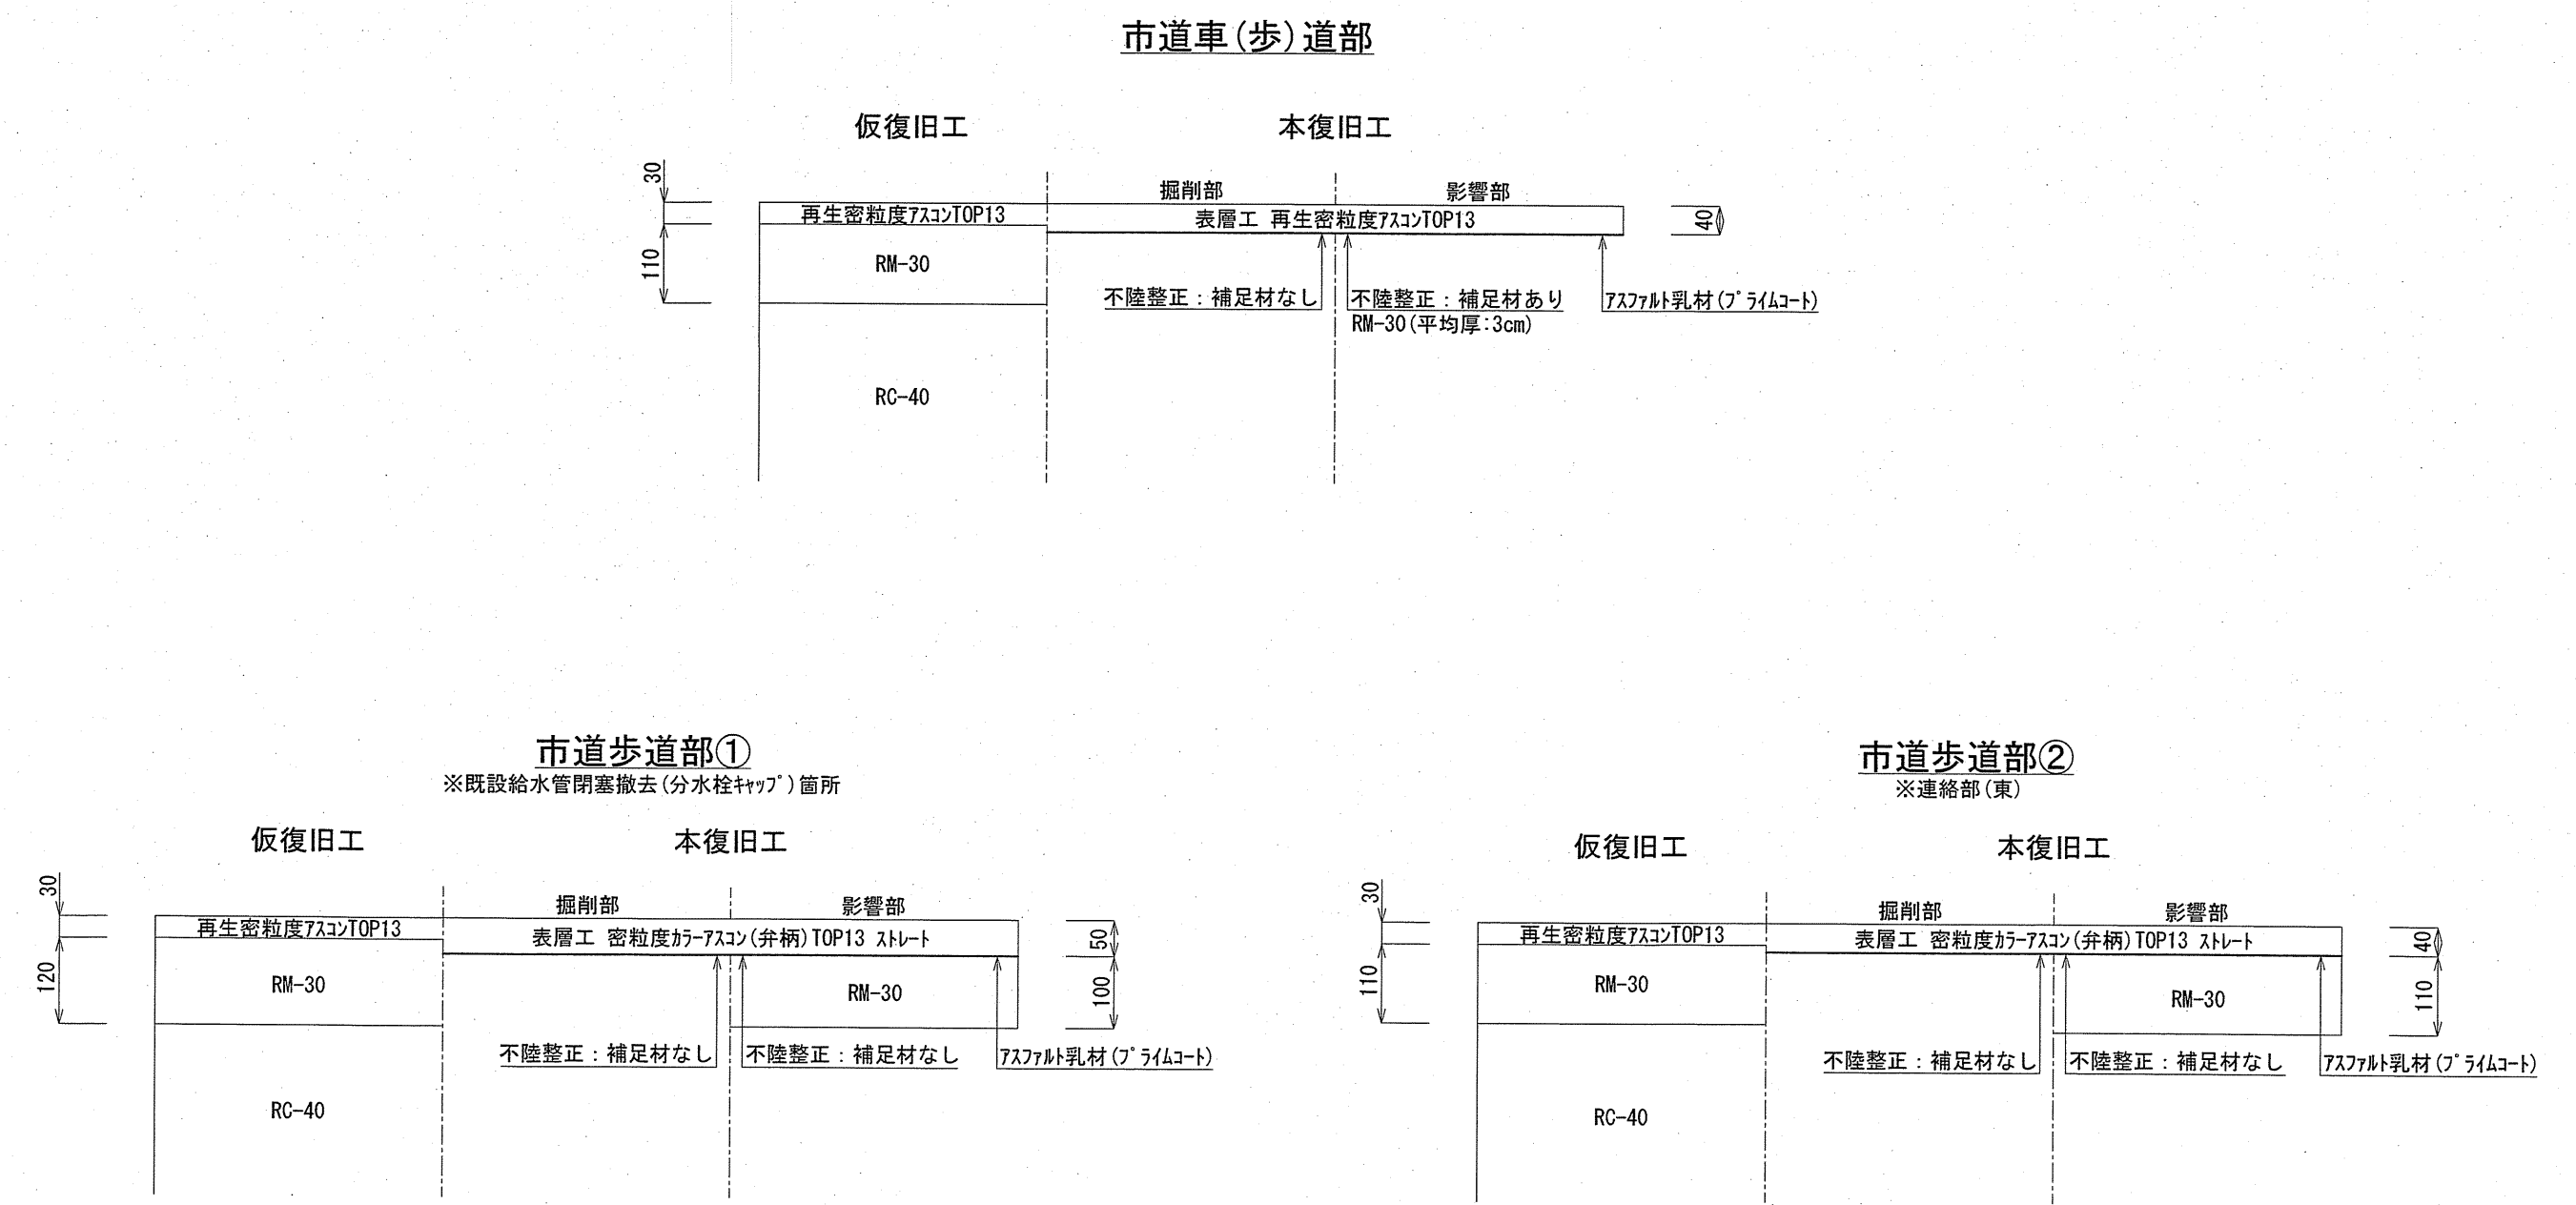 市道車(歩)道部
仮復旧工
本復旧工
30
掘削部
影響部
再生密粒度ｱｽｺﾝTOP13
表層工 再生密粒度ｱｽｺﾝTOP13
40
110
RM-30
不陸整正：補足材なし
不陸整正：補足材あり
RM-30(平均厚:3cm)
ｱｽﾌｧﾙﾄ乳材(ﾌﾟﾗｲﾑｺｰﾄ)
RC-40
市道歩道部①
※既設給水管閉塞撤去(分水栓ｷｬｯﾌﾟ)箇所
仮復旧工
本復旧工
30
掘削部
影響部
再生密粒度ｱｽｺﾝTOP13
表層工 密粒度ｶﾗｰｱｽｺﾝ(弁柄)TOP13 ｽﾄﾚｰﾄ
50
120
RM-30
RM-30
100
不陸整正：補足材なし
不陸整正：補足材なし
ｱｽﾌｧﾙﾄ乳材(ﾌﾟﾗｲﾑｺｰﾄ)
RC-40
市道歩道部②
※連絡部(東)
仮復旧工
本復旧工
30
掘削部
影響部
再生密粒度ｱｽｺﾝTOP13
表層工 密粒度ｶﾗｰｱｽｺﾝ(弁柄)TOP13 ｽﾄﾚｰﾄ
40
110
RM-30
RM-30
110
不陸整正：補足材なし
不陸整正：補足材なし
ｱｽﾌｧﾙﾄ乳材(ﾌﾟﾗｲﾑｺｰﾄ)
RC-40